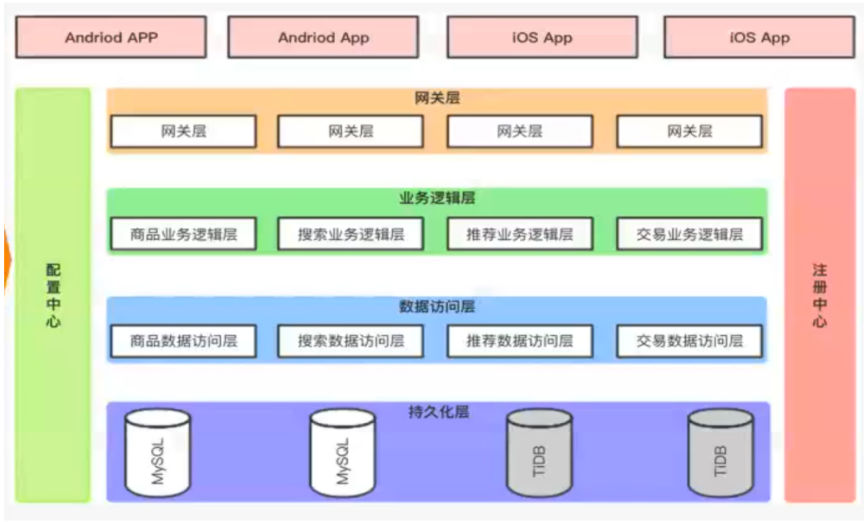 Andriod APP
Andriod App
iOS App
iOS App
配置中心
网关层
网关层
网关层
网关层
网关层
业务逻辑层
商品业务逻辑层
搜索业务逻辑层
推荐业务逻辑层
交易业务逻辑层
数据访问层
商品数据访问层
搜索数据访问层
推荐数据访问层
交易数据访问层
持久化层
MySQL
MySQL
TiDB
TiDB
注册中心